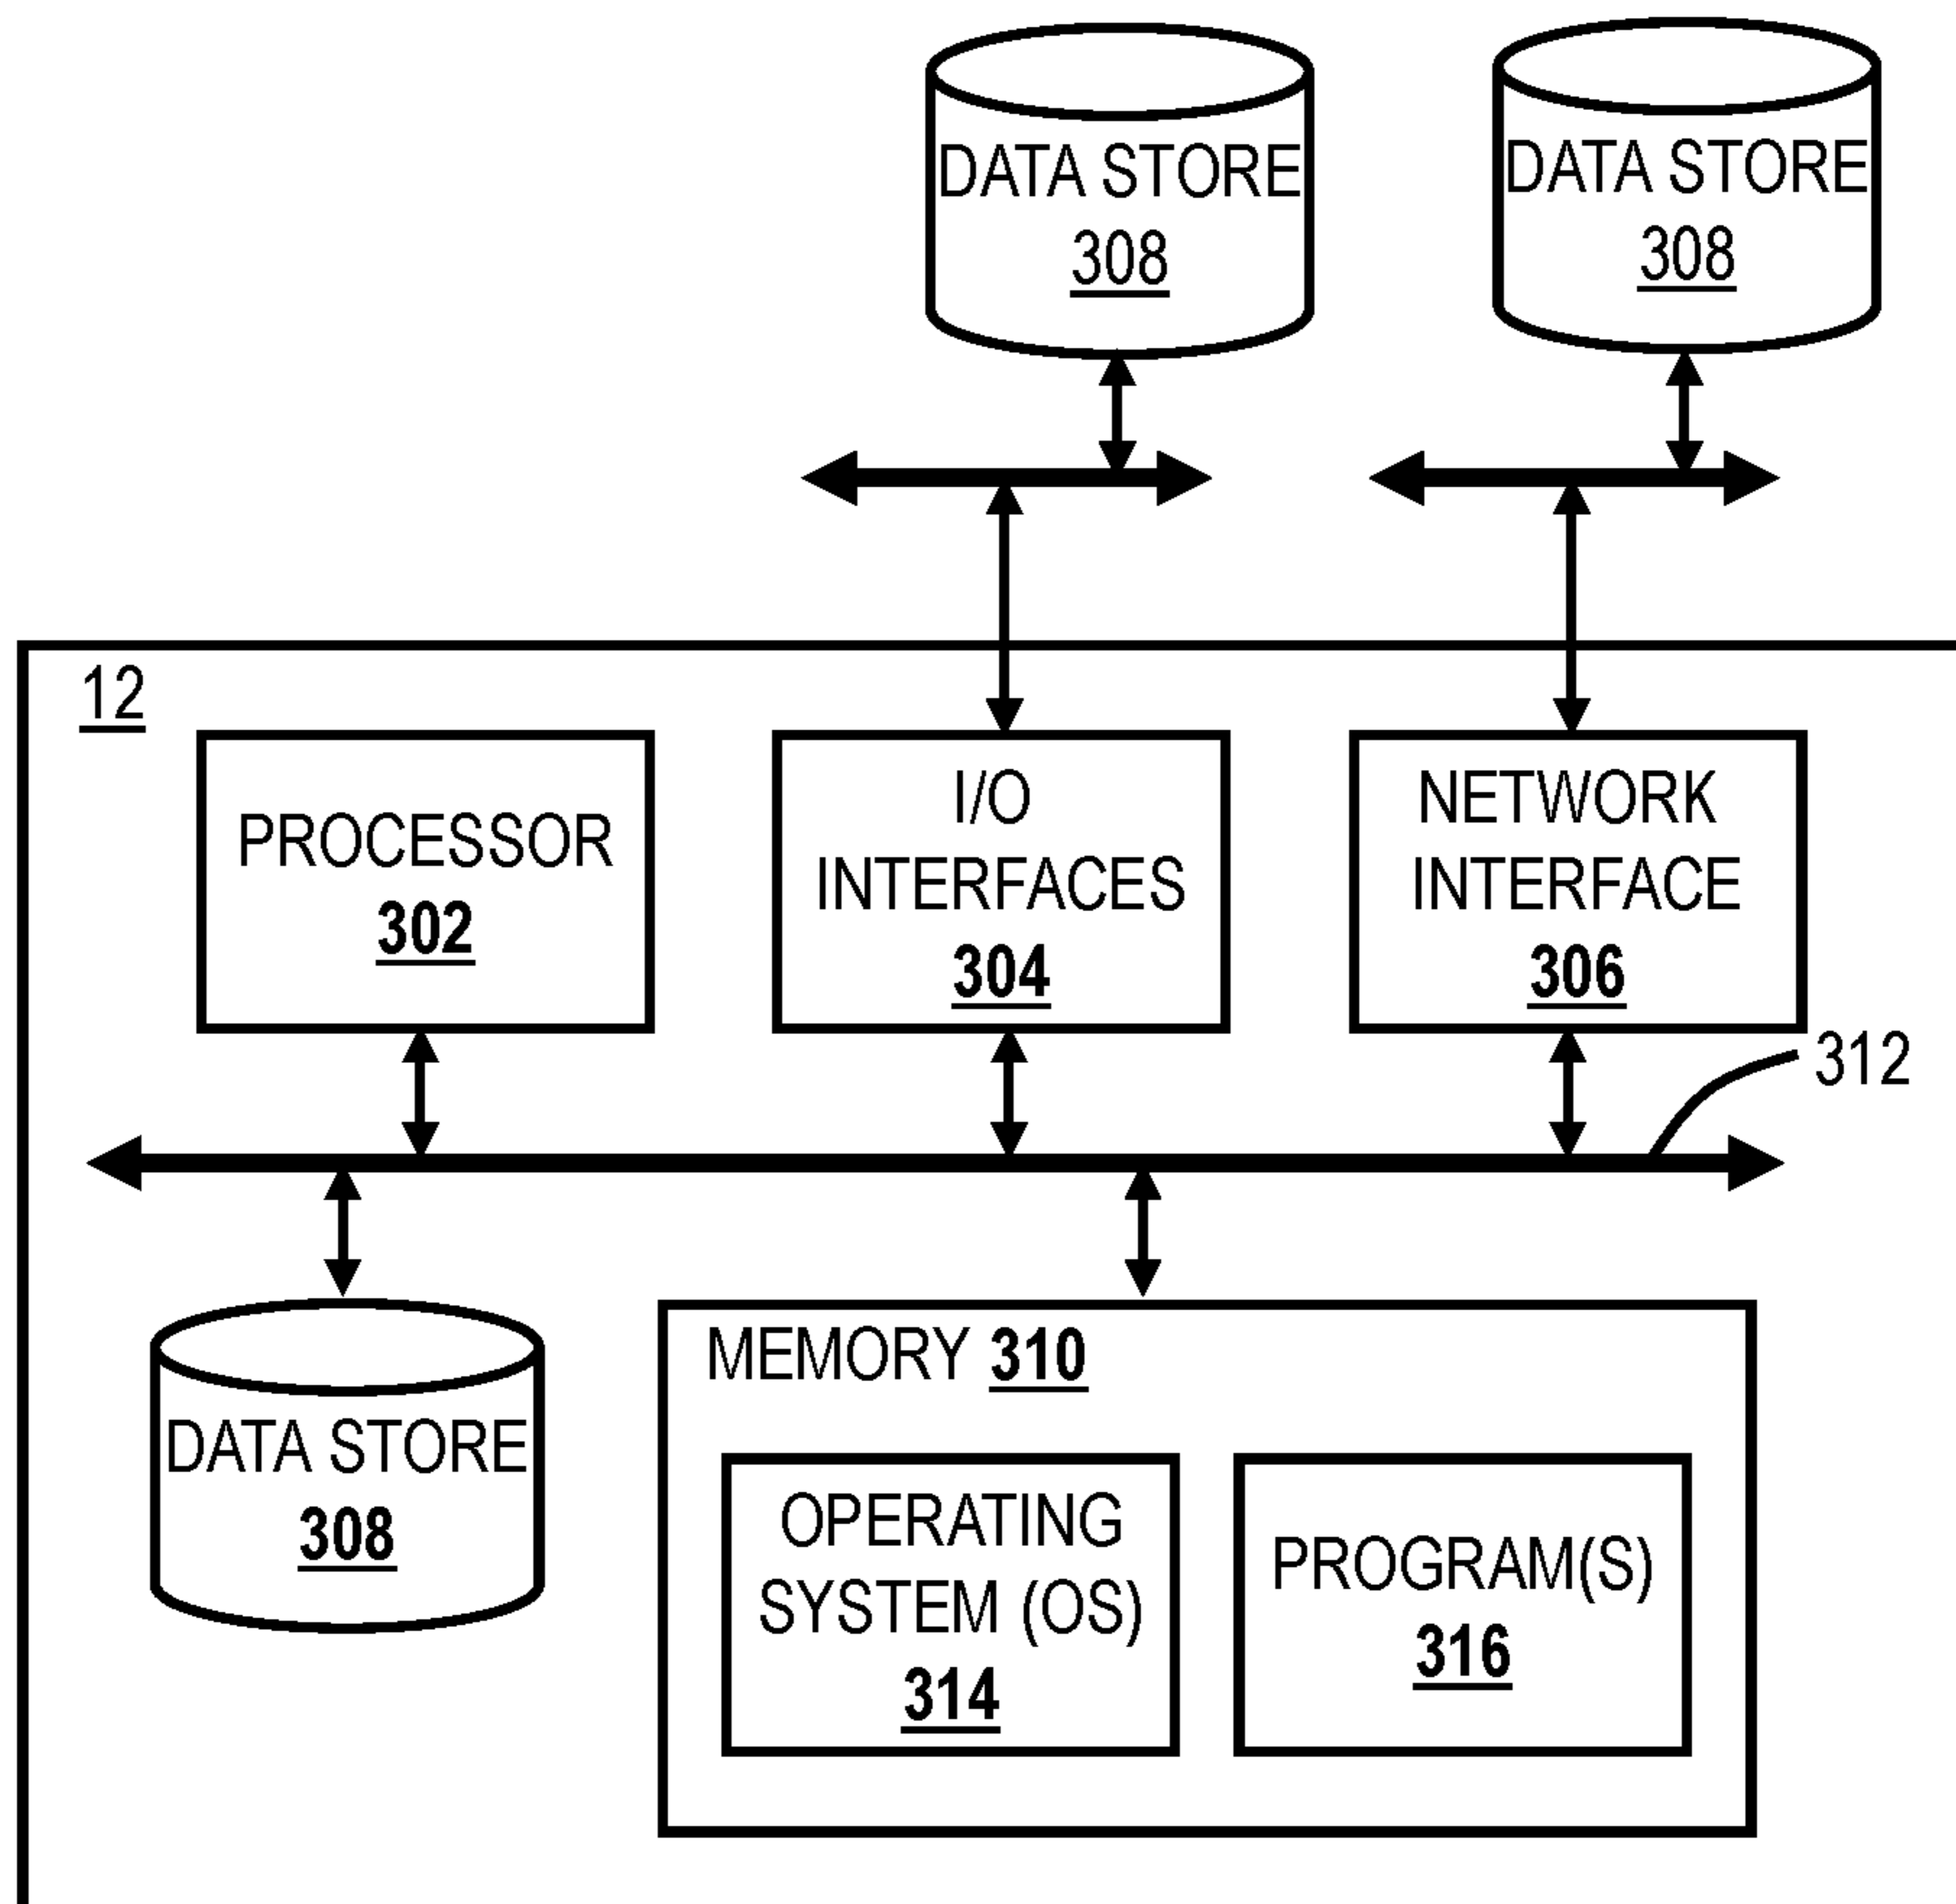 DATA STORE
308
DATA STORE
308
12
PROCESSOR
302
I/O
INTERFACES
304
NETWORK
INTERFACE
306
312
DATA STORE
308
MEMORY 310
OPERATING
SYSTEM (OS)
314
PROGRAM(S)
316